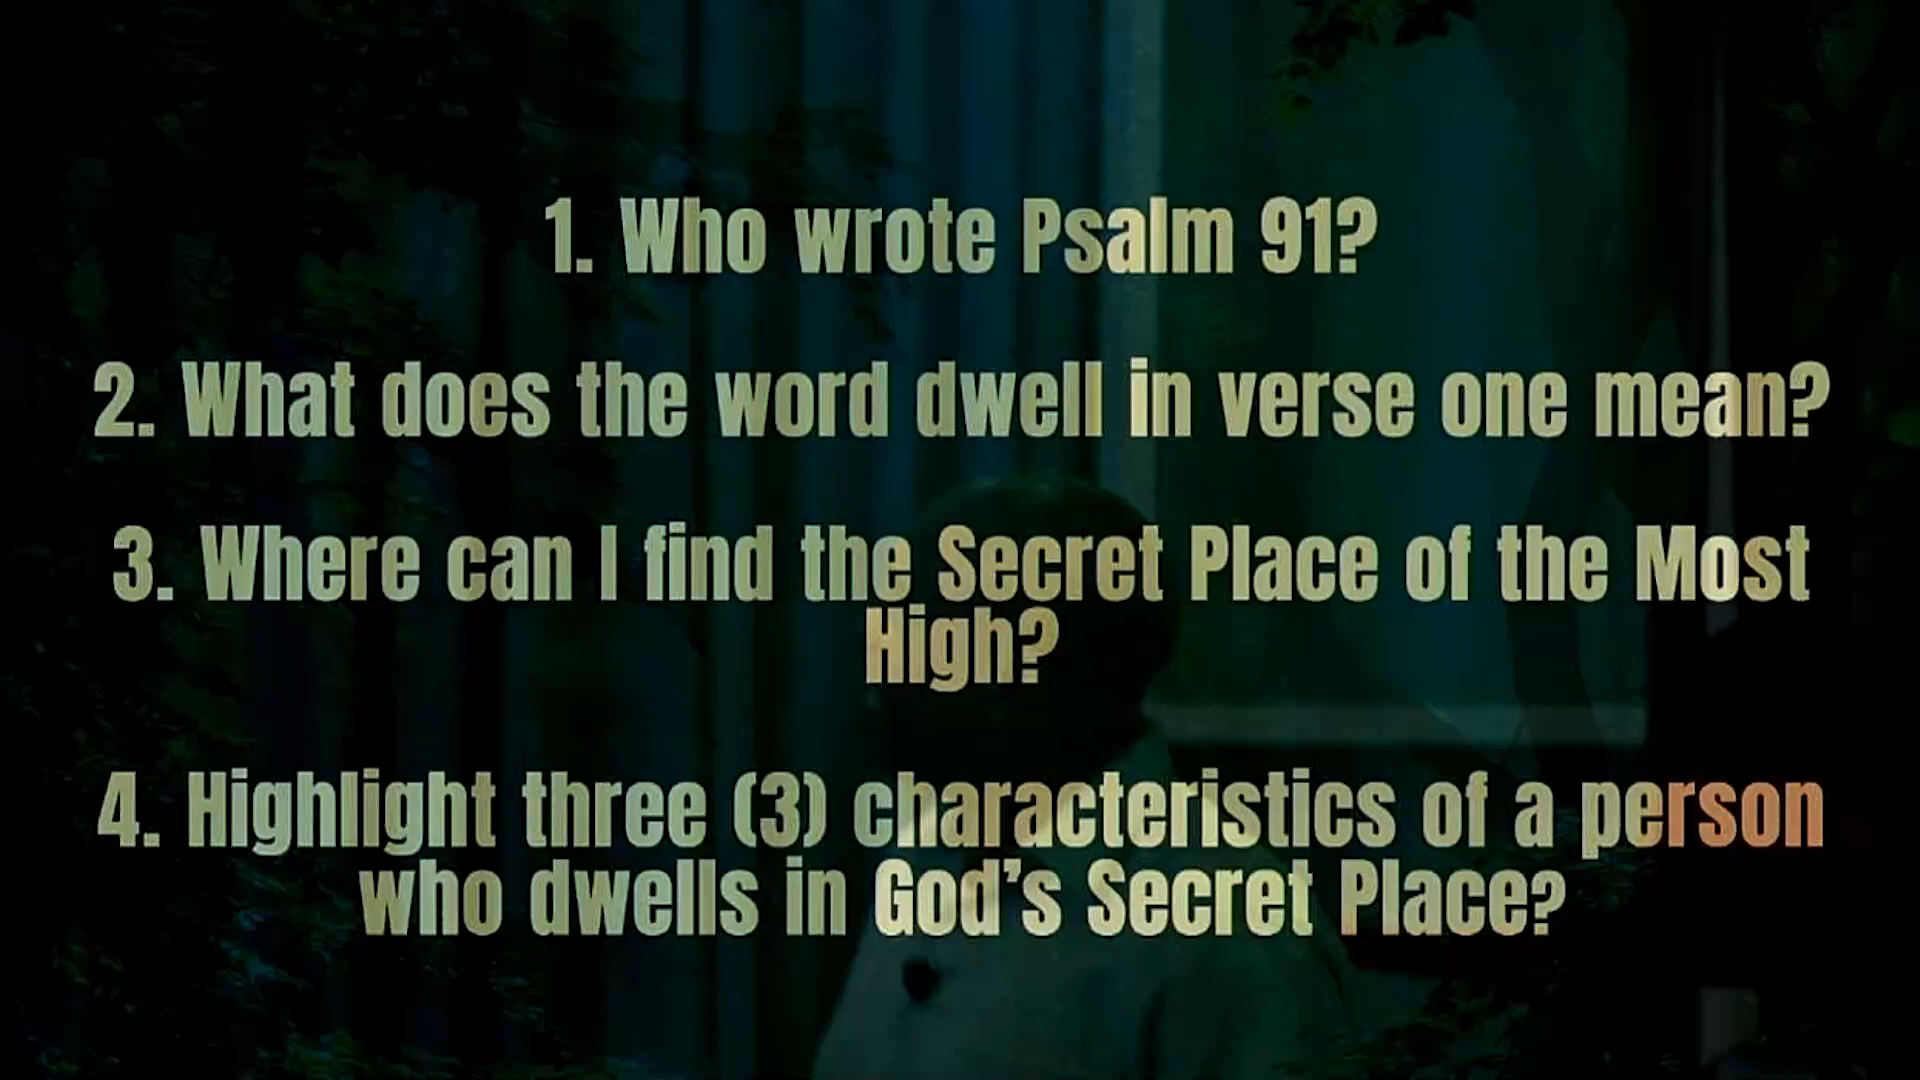 1. Who wrote Psalm 91?
2. What does the word dwell in verse one mean?
3. Where can I find the Secret Place of the Most
High?
4. Highlight three (3) characteristics of a person
who dwells in God's Secret Place?